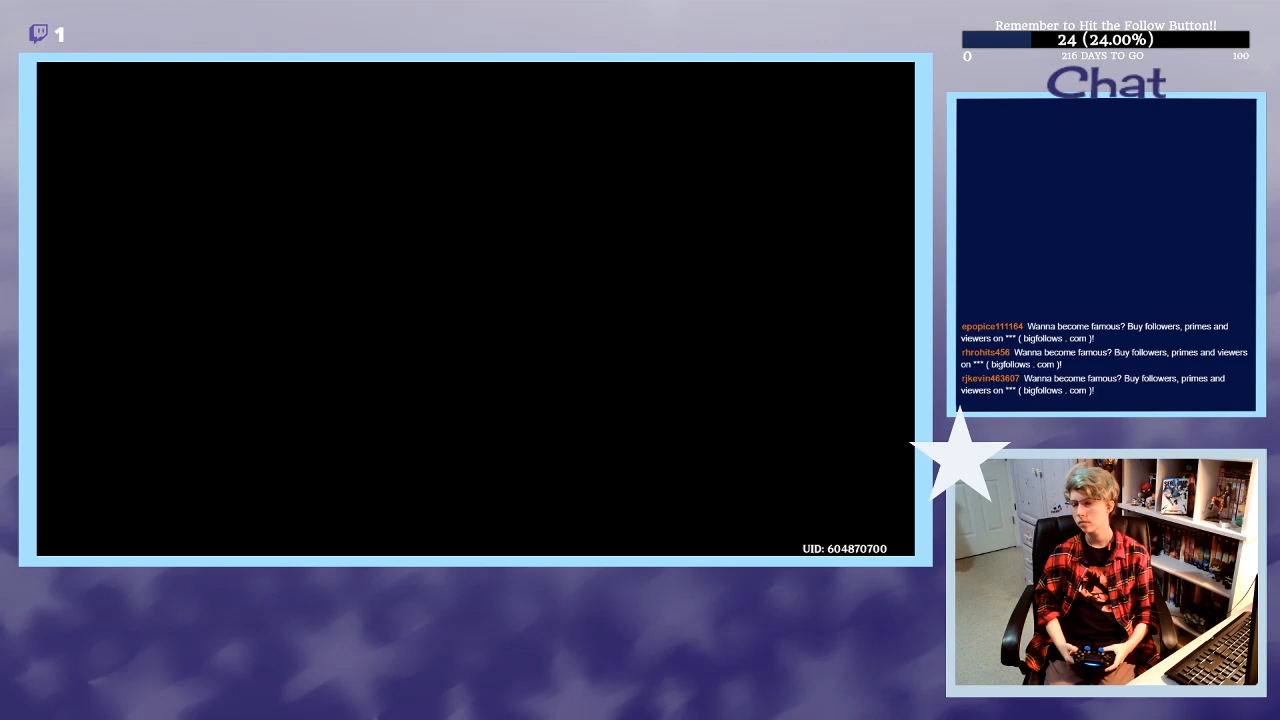 1
Remember to Hit the Follow Button!!
24 (24.00%)
0 216 DAYS TO GO 100
Chat
epopice111164 Wanna become famous? Buy followers, primes and
viewers on *** ( bigfollows . com )!
rhrohits456 Wanna become famous? Buy followers, primes and viewers
on *** ( bigfollows . com )!
rjkevin463607 Wanna become famous? Buy followers, primes and
viewers on *** ( bigfollows . com )!
UID: 604870700